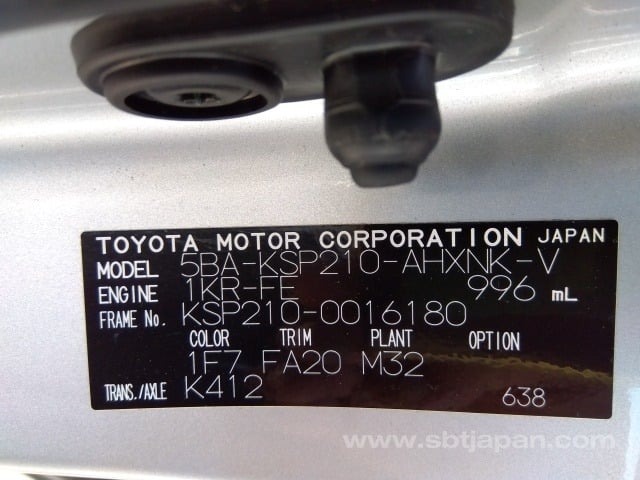 TOYOTA MOTOR CORPORATION JAPAN
MODEL 5BA-KSP210-AHXNK-V
ENGINE 1KR-FE 996 mL
FRAME No. KSP210-0016180
COLOR TRIM PLANT OPTION
1F7 FA20 M32
TRANS./AXLE K412 638
www.sbtjapan.com